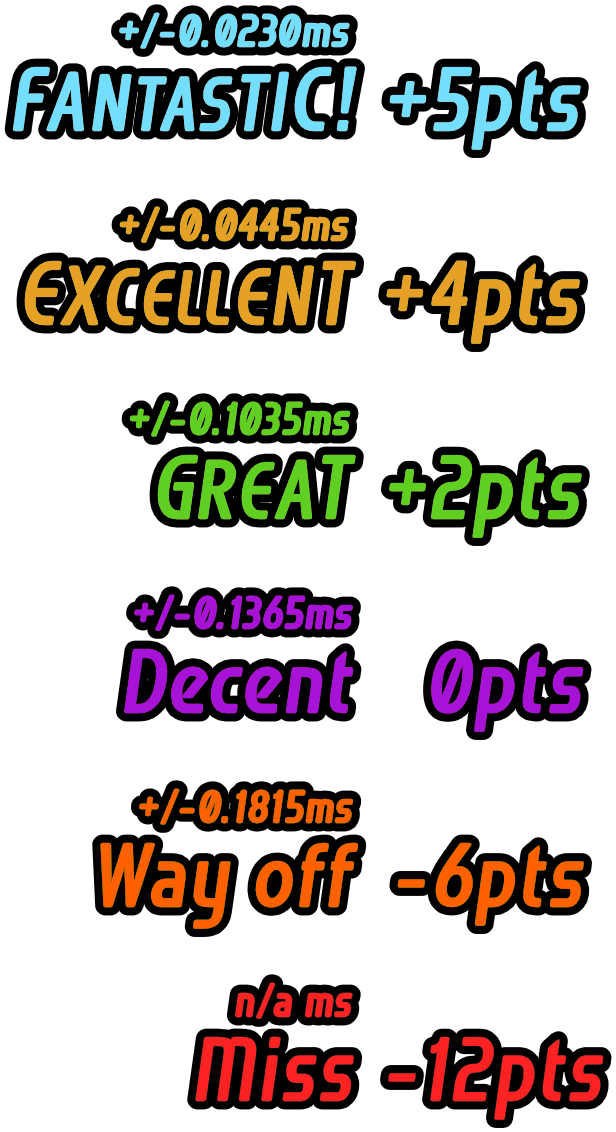 +/-0.0230ms
FANTASTIC! +5pts
+/-0.0445ms
EXCELLENT +4pts
+/-0.1035ms
GREAT +2pts
+/-0.1365ms
Decent 0pts
+/-0.1815ms
Way off -6pts
n/a ms
Miss -12pts